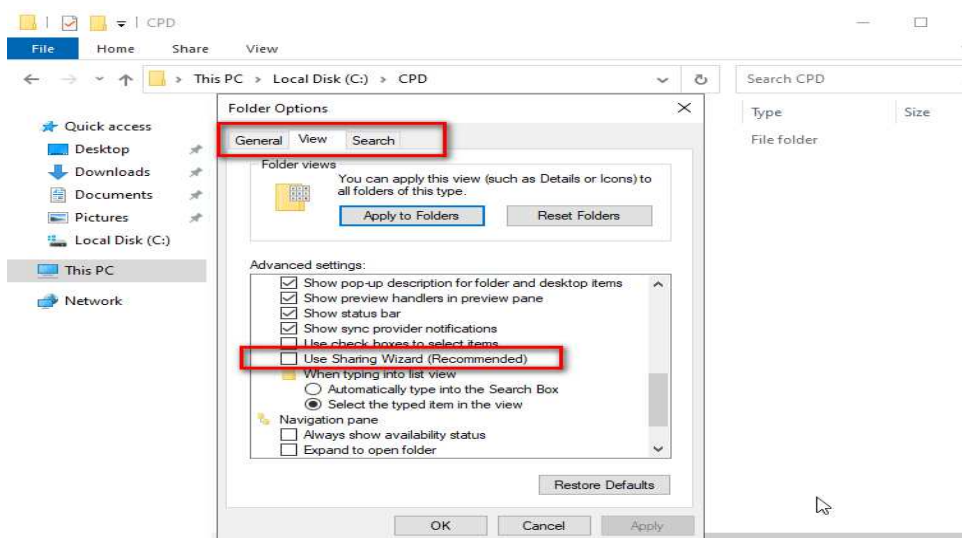 CPD
File Home Share View
This PC > Local Disk (C:) > CPD
Search CPD
Quick access
Desktop
Downloads
Documents
Pictures
Local Disk (C:)
This PC
Network
Folder Options
General View Search
Folder views
You can apply this view (such as Details or Icons) to
all folders of this type.
Apply to Folders Reset Folders
Advanced settings:
Show pop-up description for folder and desktop items
Show preview handlers in preview pane
Show status bar
Show sync provider notifications
Use check boxes to select items
Use Sharing Wizard (Recommended)
When typing into list view
Automatically type into the Search Box
Select the typed item in the view
Navigation pane
Always show availability status
Expand to open folder
Restore Defaults
OK Cancel Apply
Type Size
File folder